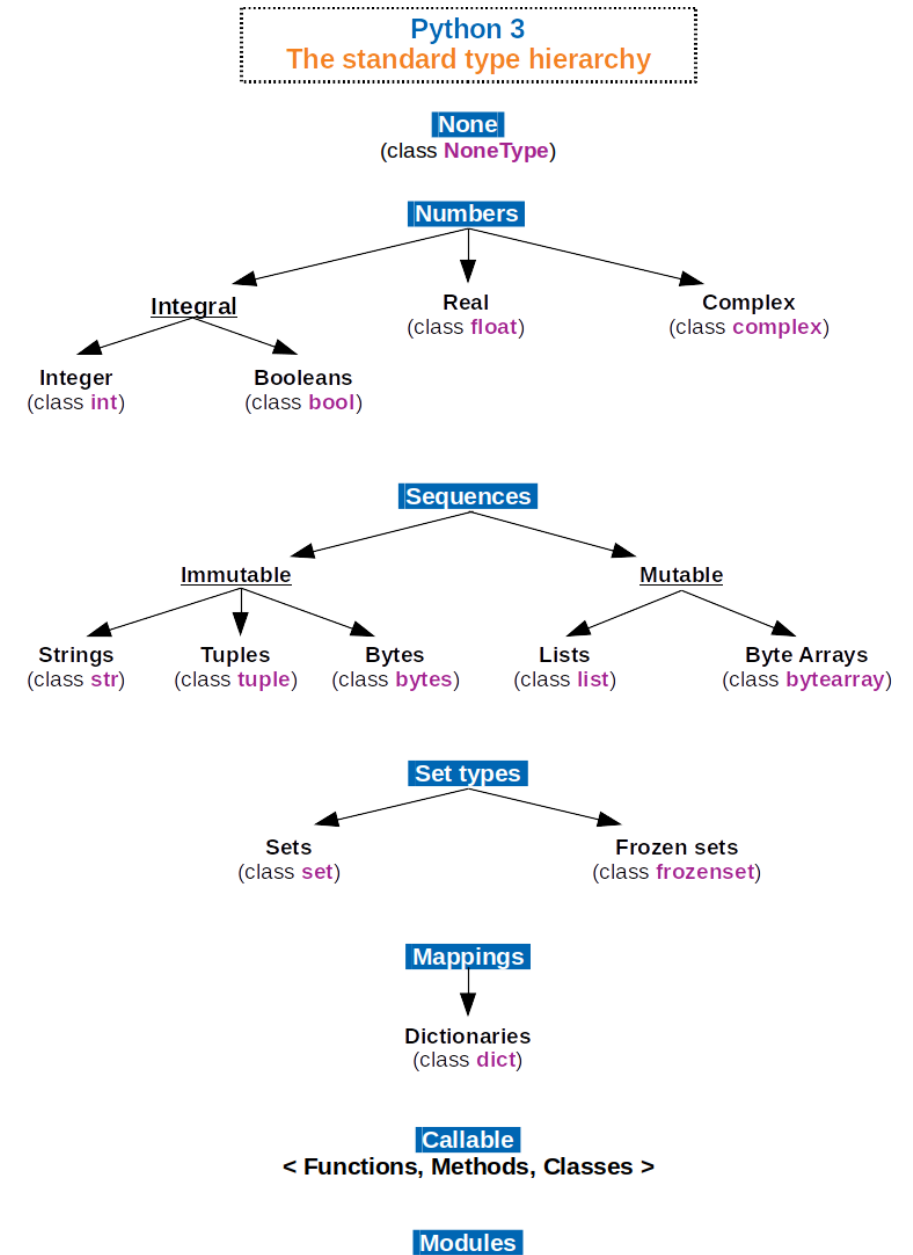 Python 3
The standard type hierarchy
None
(class NoneType)
Numbers
Integral
Real
(class float)
Complex
(class complex)
Integer
(class int)
Booleans
(class bool)
Sequences
Immutable
Mutable
Strings
(class str)
Tuples
(class tuple)
Bytes
(class bytes)
Lists
(class list)
Byte Arrays
(class bytearray)
Set types
Sets
(class set)
Frozen sets
(class frozenset)
Mappings
Dictionaries
(class dict)
Callable
< Functions, Methods, Classes >
Modules